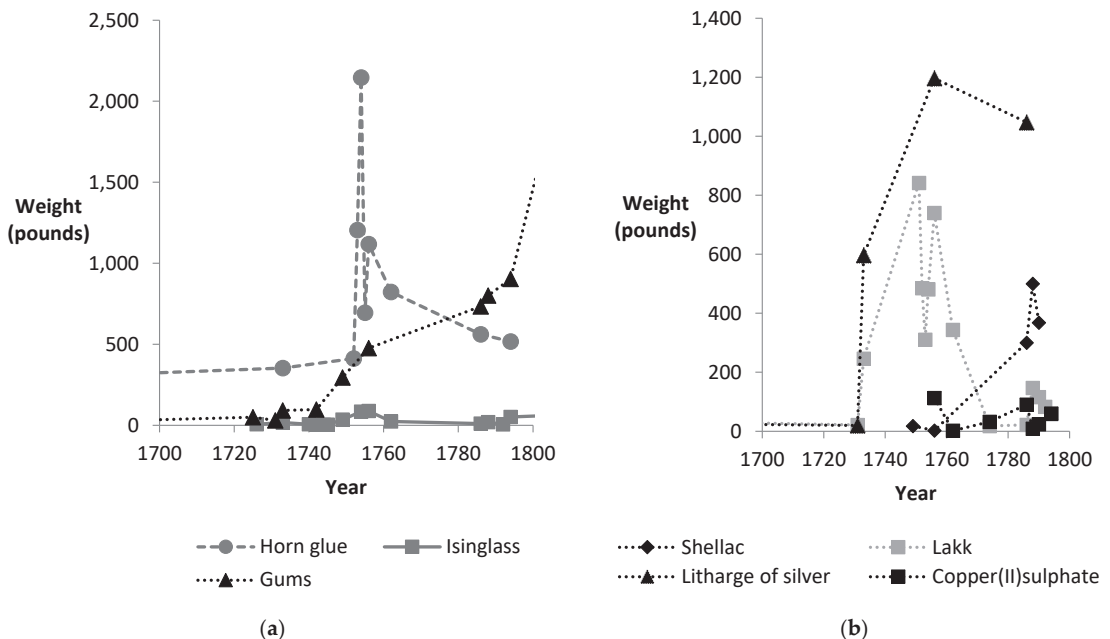 2,500
2,000
1,500
1,000
500
0
Weight
(pounds)
1700 1720 1740 1760 1780 1800
Year
Horn glue Isinglass
Gums
(a)
1,400
1,200
1,000
800
600
400
200
0
Weight
(pounds)
1700 1720 1740 1760 1780 1800
Year
Shellac Lakk
Litharge of silver Copper(II)sulphate
(b)